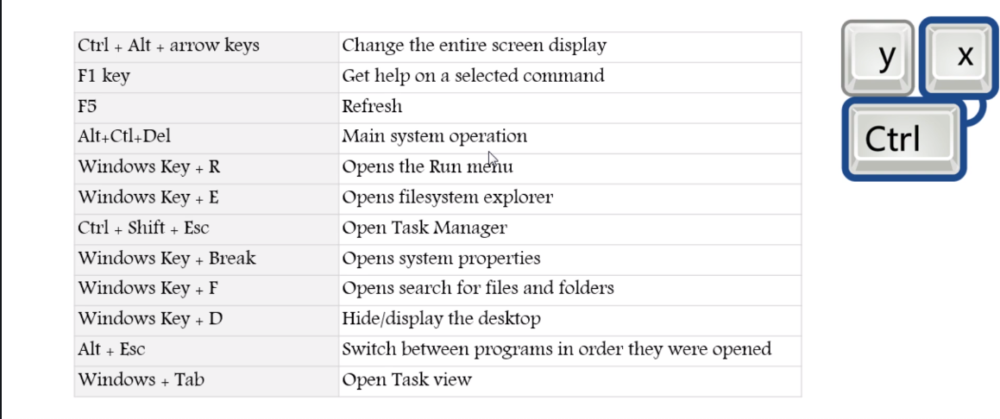 Ctrl + Alt + arrow keys Change the entire screen display
F1 key Get help on a selected command
F5 Refresh
Alt+Ctl+Del Main system operation
Windows Key + R Opens the Run menu
Windows Key + E Opens filesystem explorer
Ctrl + Shift + Esc Open Task Manager
Windows Key + Break Opens system properties
Windows Key + F Opens search for files and folders
Windows Key + D Hide/display the desktop
Alt + Esc Switch between programs in order they were opened
Windows + Tab Open Task view
y x
Ctrl